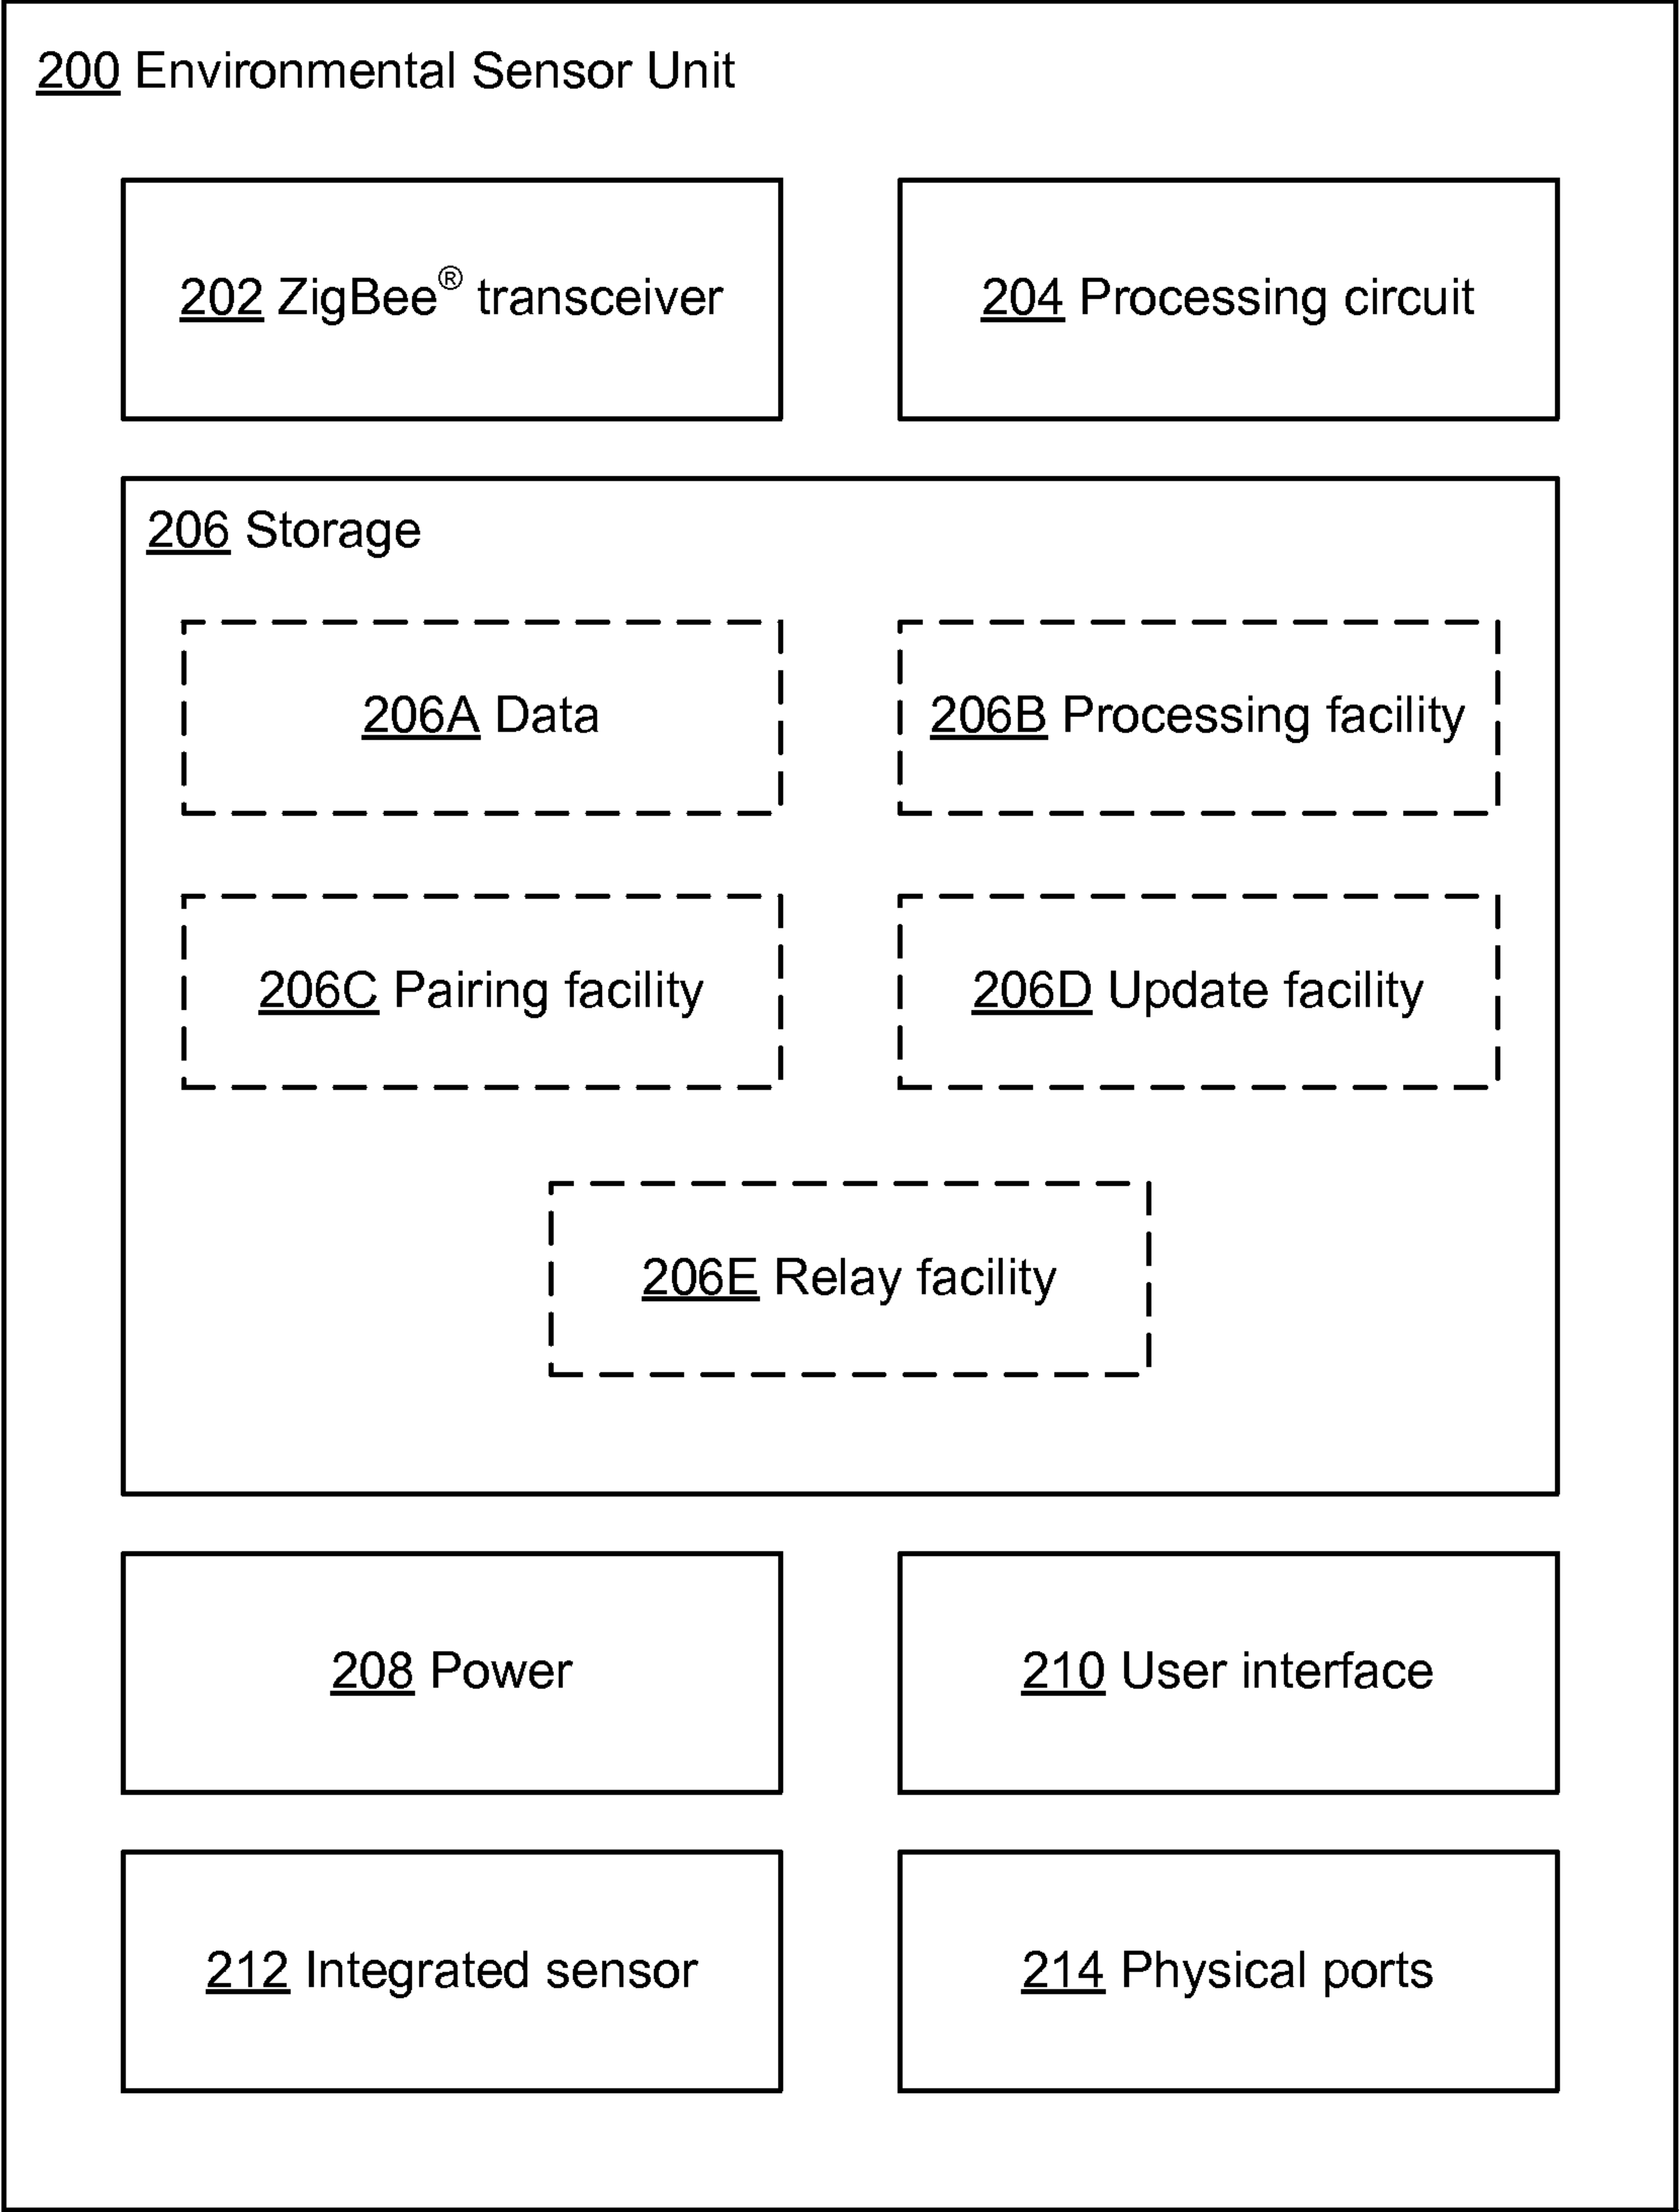 200 Environmental Sensor Unit
202 ZigBee® transceiver
204 Processing circuit
206 Storage
206A Data
206B Processing facility
206C Pairing facility
206D Update facility
206E Relay facility
208 Power
210 User interface
212 Integrated sensor
214 Physical ports